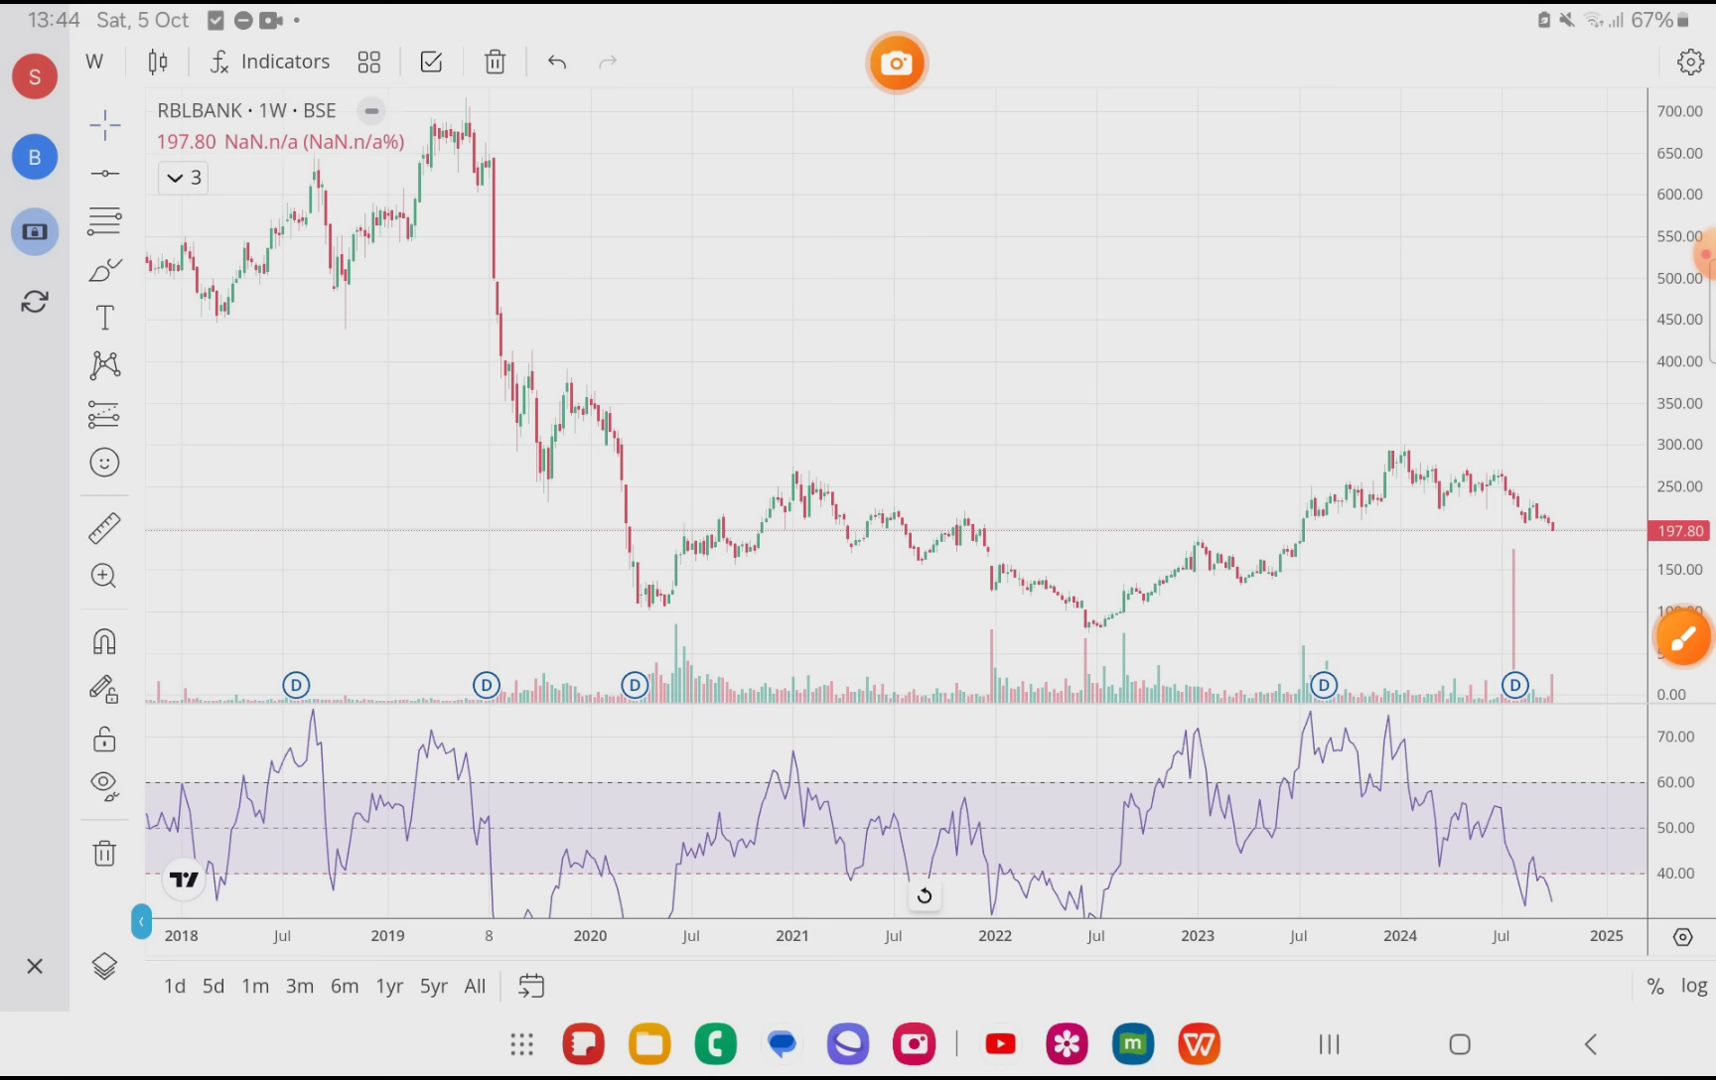 13:44 Sat, 5 Oct
67%
S
B
W
Indicators
RBLBANK · 1W · BSE
197.80 NaN.n/a (NaN.n/a%)
3
700.00
650.00
600.00
550.00
500.00
450.00
400.00
350.00
300.00
250.00
197.80
150.00
0.00
D D D D D
70.00
60.00
50.00
40.00
2018 Jul 2019 8 2020 Jul 2021 Jul 2022 Jul 2023 Jul 2024 Jul 2025
1d 5d 1m 3m 6m 1yr 5yr All
% log